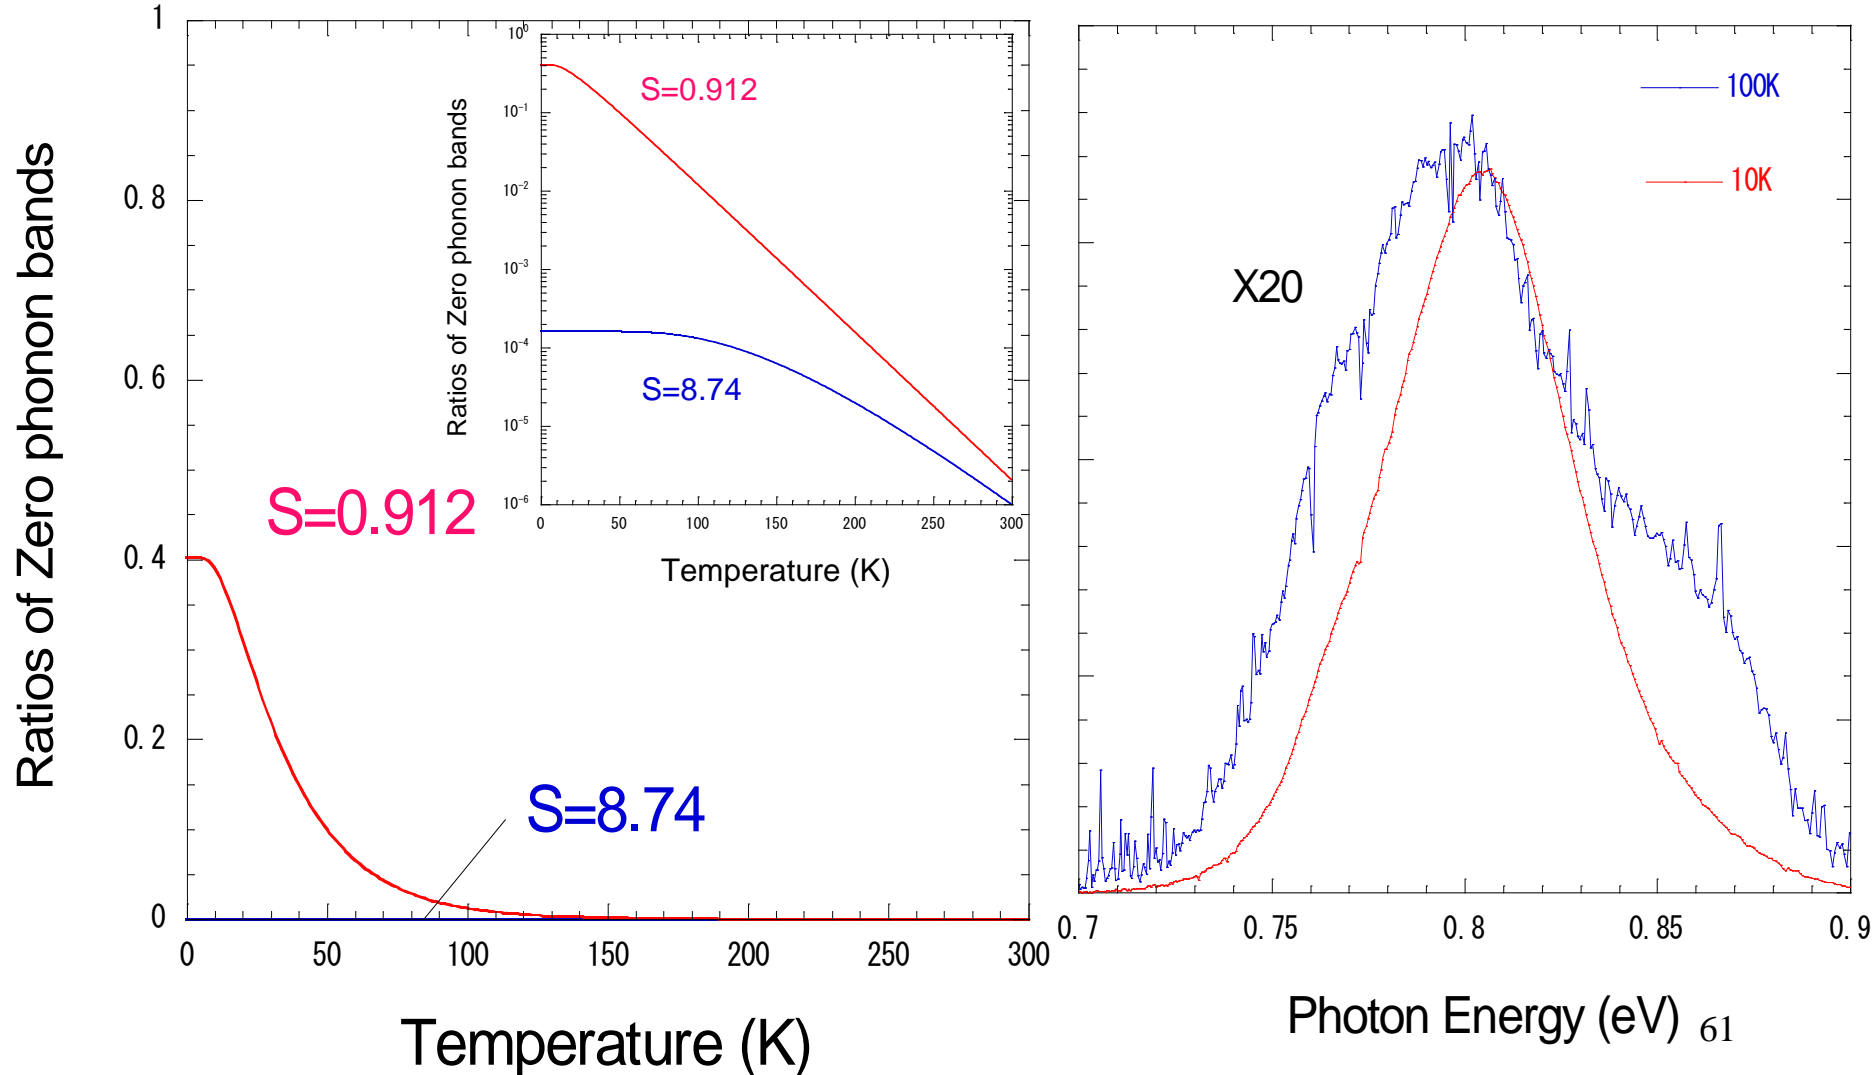 Ratios of Zero phonon bands
1
0.8
0.6
0.4
0.2
0
0 50 100 150 200 250 300
Temperature (K)
S=0.912
S=8.74
Ratios of Zero phonon bands
10^0
10^-1
10^-2
10^-3
10^-4
10^-5
10^-6
0 50 100 150 200 250 300
Temperature (K)
S=0.912
S=8.74
100K
10K
X20
0.7 0.75 0.8 0.85 0.9
Photon Energy (eV)
61